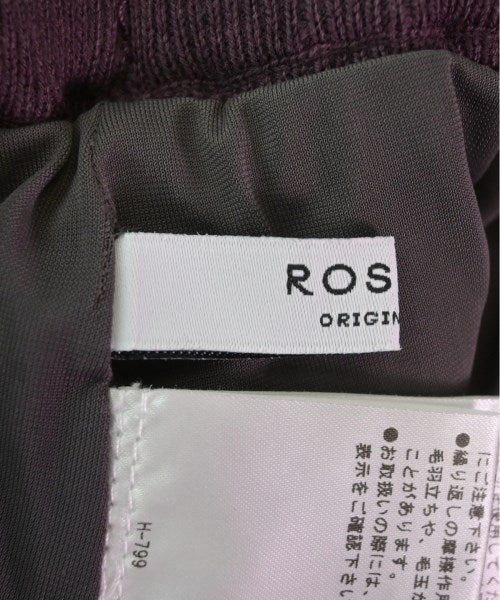 ROS
ORIGIN
にご注意下さい。
●繰り返しの摩擦作用
毛羽立ちや、毛玉が
ことがあります。
●お取扱いの際には、
表示をご確認下さい
H-799